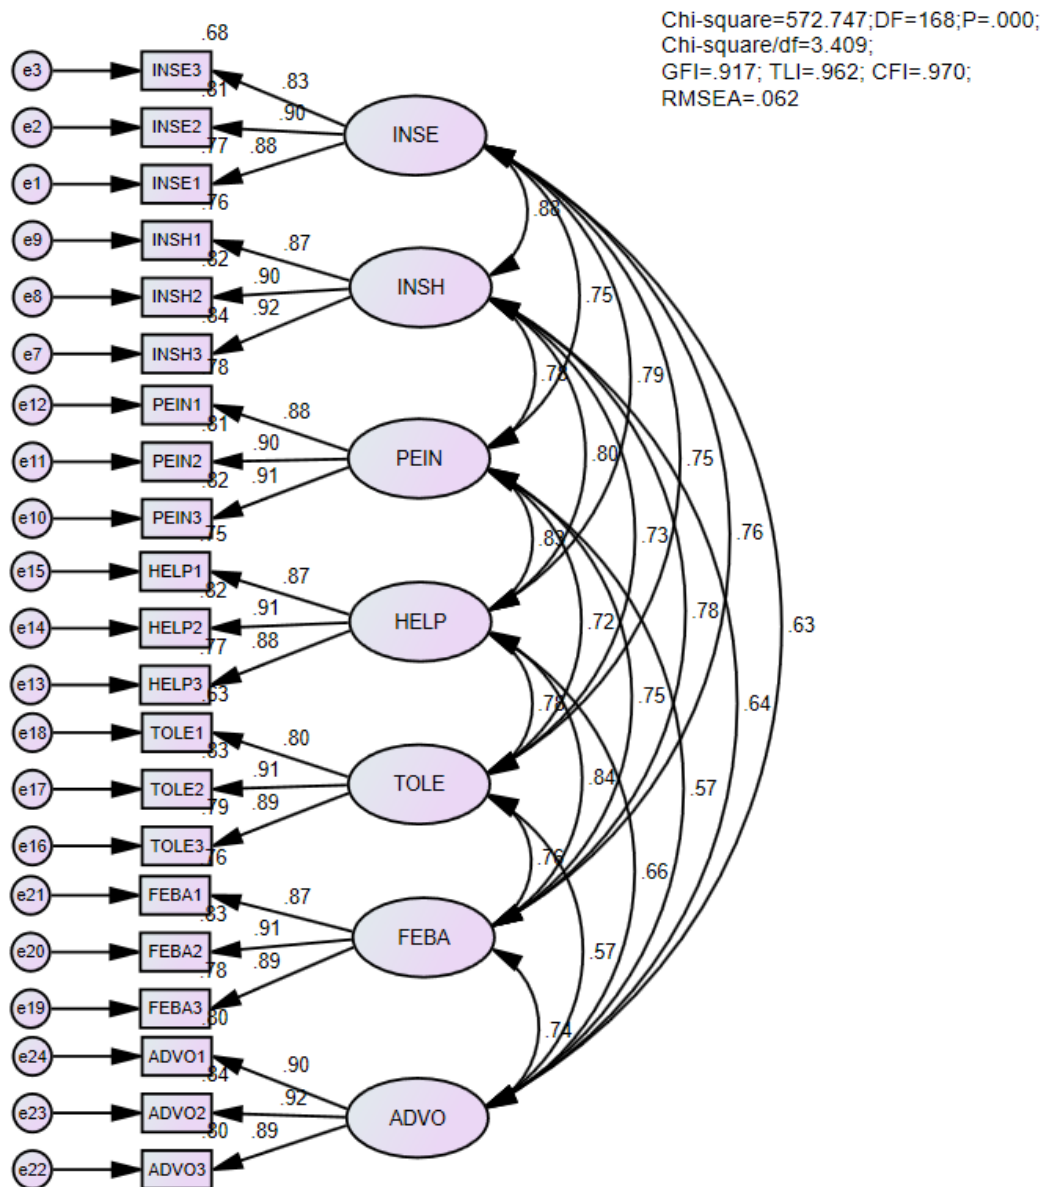 Chi-square=572.747;DF=168;P=.000;
Chi-square/df=3.409;
GFI=.917; TLI=.962; CFI=.970;
RMSEA=.062
.68
e3 INSE3 .83
.81
e2 INSE2 .90 INSE
.77 .88
e1 INSE1
.76
.88
e9 INSH1 .87
.82
e8 INSH2 .90 INSH .75
.84 .92
e7 INSH3
.78 .78 .79
e12 PEIN1 .88
.81
e11 PEIN2 .90 PEIN .80 .75
.82 .91
e10 PEIN3
.75 .83 .73 .76
e15 HELP1 .87
.82
e14 HELP2 .91 HELP .72 .78 .63
.77 .88
e13 HELP3
.63 .78 .75 .64
e18 TOLE1 .80
.83
e17 TOLE2 .91 TOLE .84 .57
.79 .89
e16 TOLE3
.76 .76 .66
e21 FEBA1 .87
.83
e20 FEBA2 .91 FEBA .57
.78 .89
e19 FEBA3
.80 .74
e24 ADVO1 .90
.84
e23 ADVO2 .92 ADVO
.80 .89
e22 ADVO3